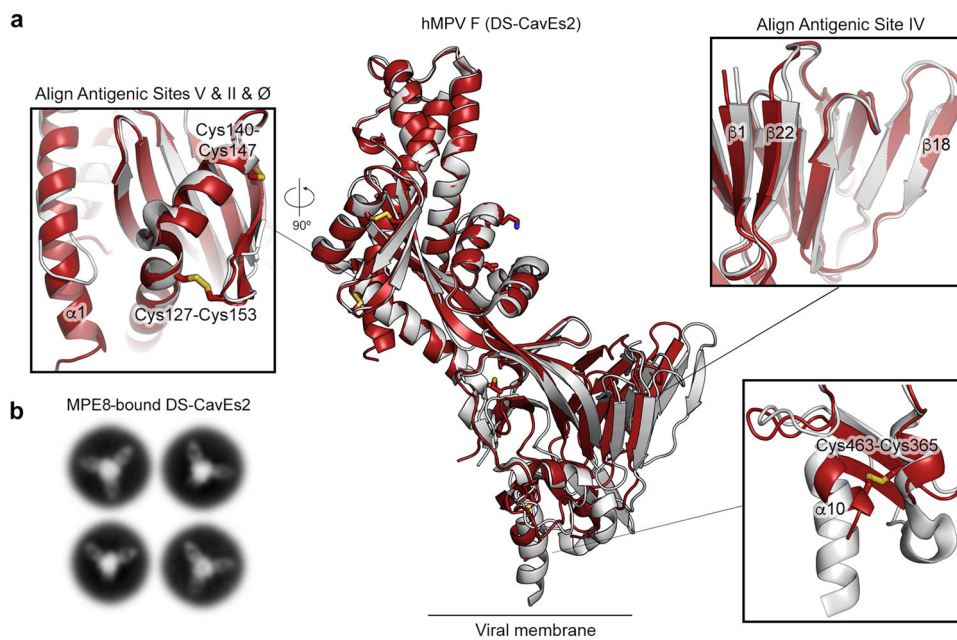 a
hMPV F (DS-CavEs2)
Align Antigenic Site IV
Align Antigenic Sites V & II & Ø
Cys140-
Cys147
α1
Cys127-Cys153
90º
β1
β22
β18
b
MPE8-bound DS-CavEs2
Cys463-Cys365
α10
Viral membrane